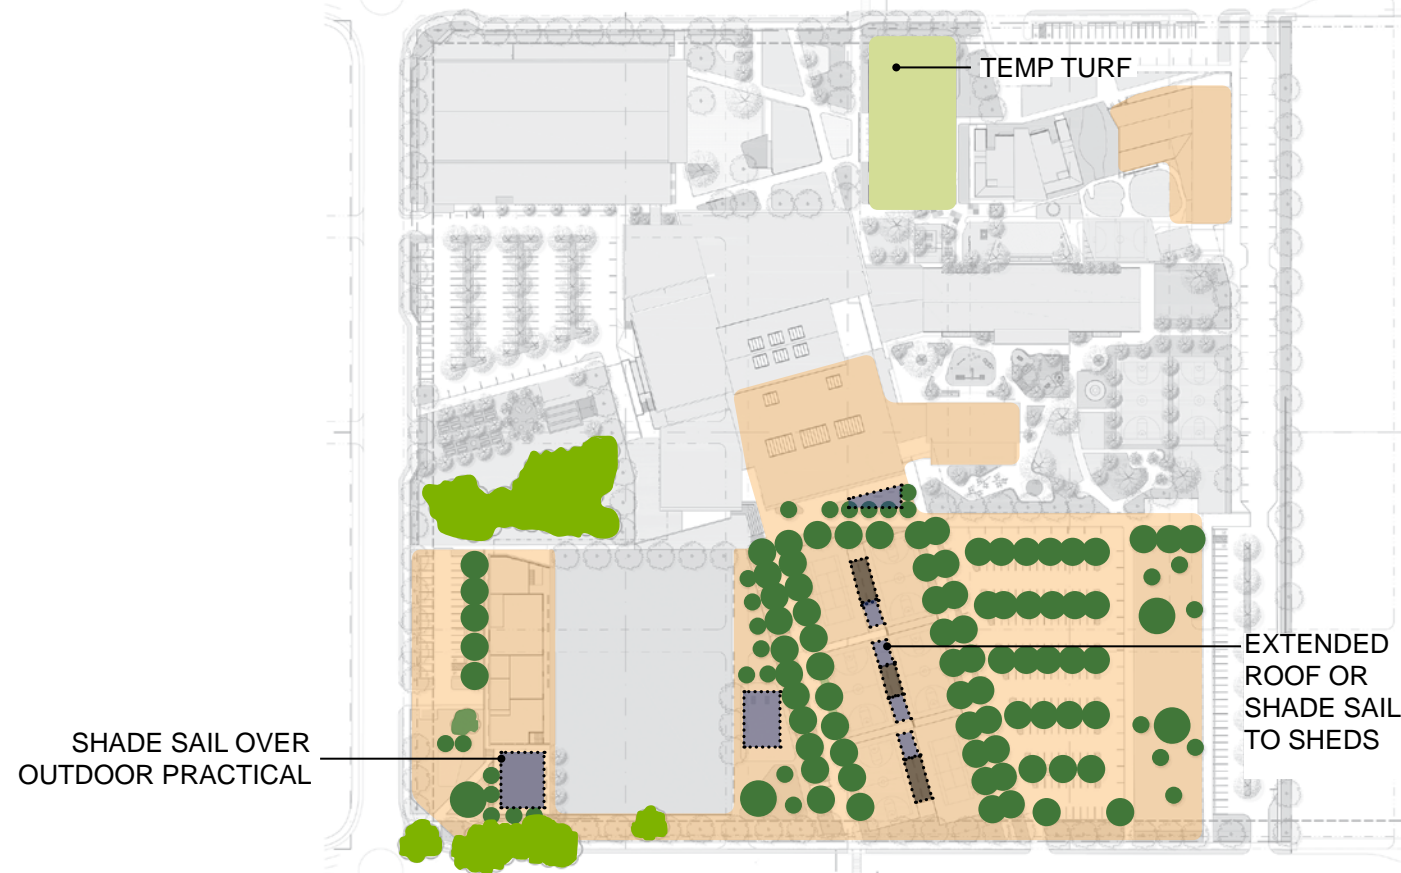 TEMP TURF
EXTENDED
ROOF OR
SHADE SAIL
TO SHEDS
SHADE SAIL OVER
OUTDOOR PRACTICAL